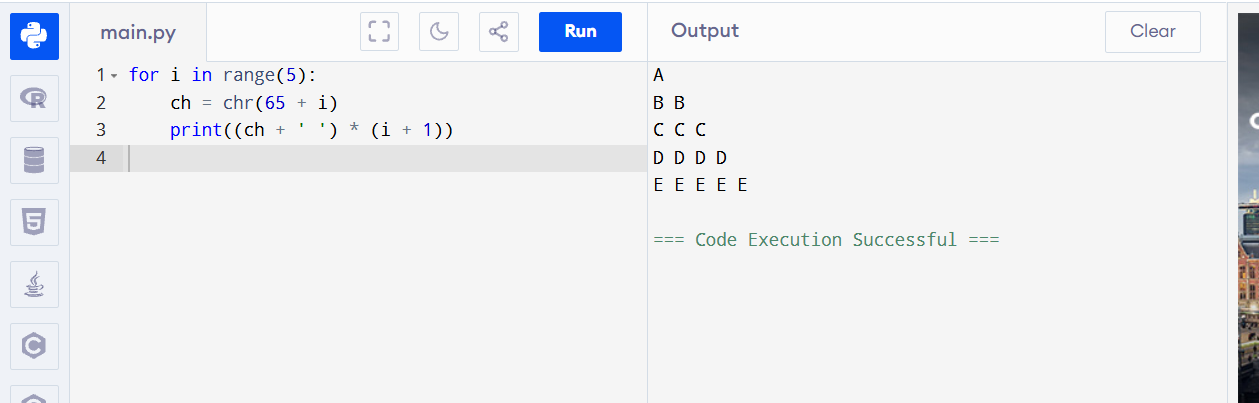 main.py
Run
1 for i in range(5):
2     ch = chr(65 + i)
3     print((ch + ' ') * (i + 1))
4
Output
Clear
A
B B
C C C
D D D D
E E E E E
=== Code Execution Successful ===